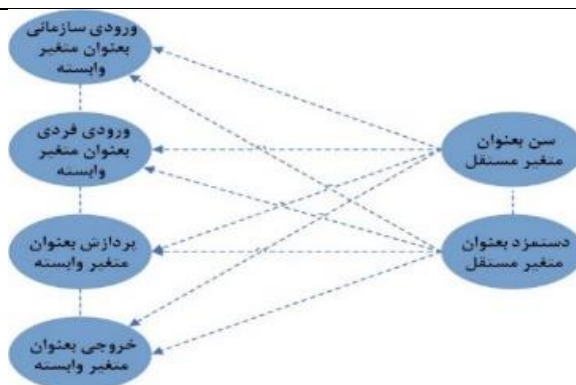 ورودی سازمانی
بعنوان متغیر
وابسته
ورودی فردی
بعنوان متغیر
وابسته
پردازش بعنوان
متغیر وابسته
خروجی بعنوان
متغیر وابسته
سن بعنوان
متغیر مستقل
دستمزد بعنوان
متغیر مستقل